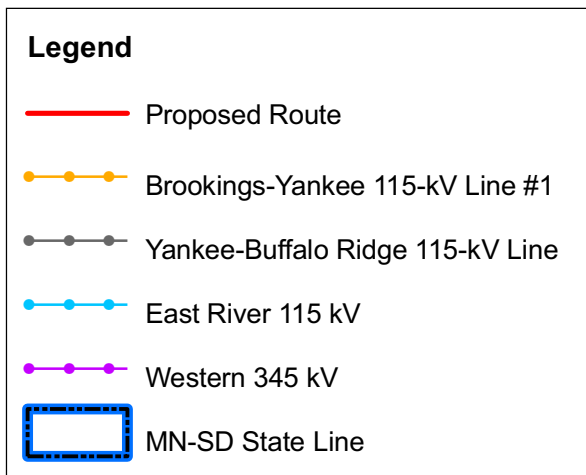 Legend
Proposed Route
Brookings-Yankee 115-kV Line #1
Yankee-Buffalo Ridge 115-kV Line
East River 115 kV
Western 345 kV
MN-SD State Line